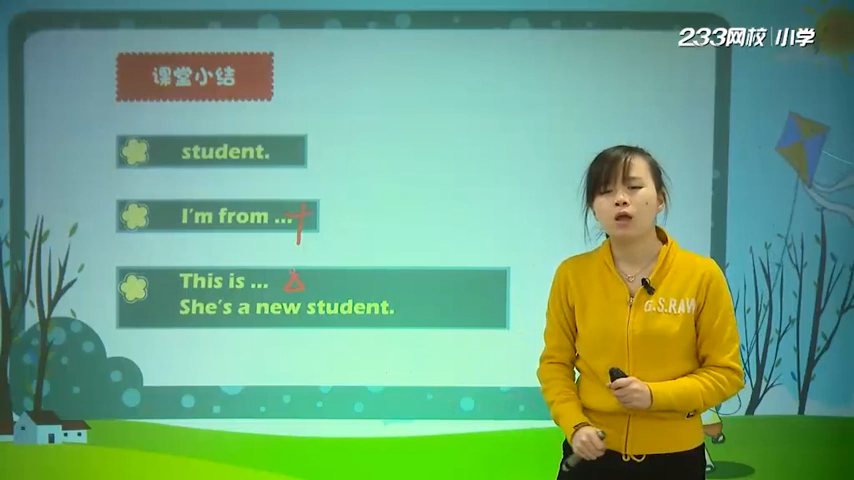 233网校 小学
课堂小结
student.
I'm from ...
This is ...
She's a new student.
G.S.RAW